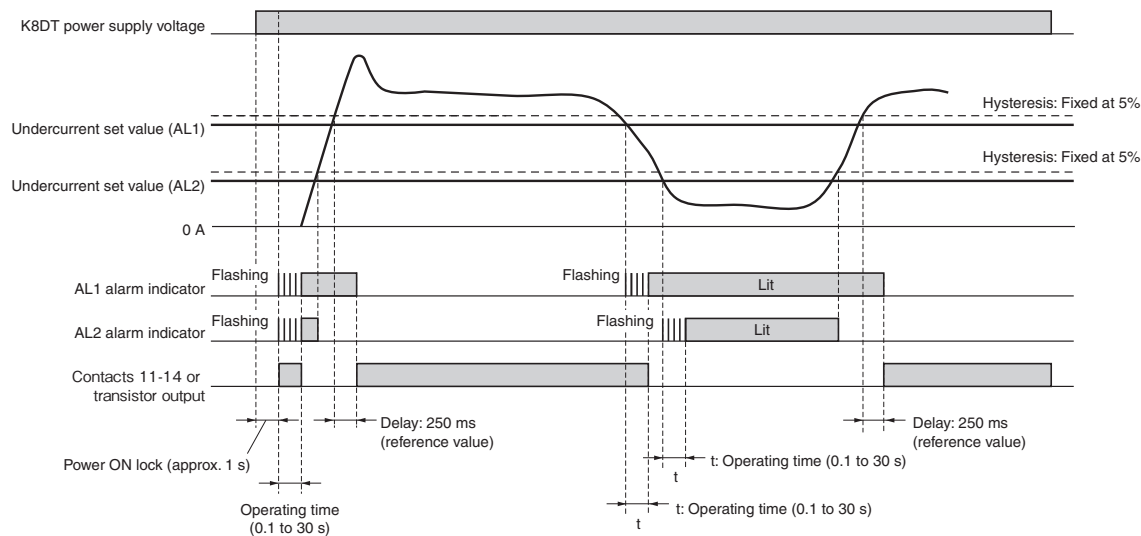 K8DT power supply voltage
Hysteresis: Fixed at 5%
Undercurrent set value (AL1)
Hysteresis: Fixed at 5%
Undercurrent set value (AL2)
0 A
Flashing
Flashing
AL1 alarm indicator
Lit
Flashing
Flashing
AL2 alarm indicator
Lit
Contacts 11-14 or
transistor output
Delay: 250 ms
(reference value)
Delay: 250 ms
(reference value)
Power ON lock (approx. 1 s)
t: Operating time (0.1 to 30 s)
t
Operating time
(0.1 to 30 s)
t: Operating time (0.1 to 30 s)
t